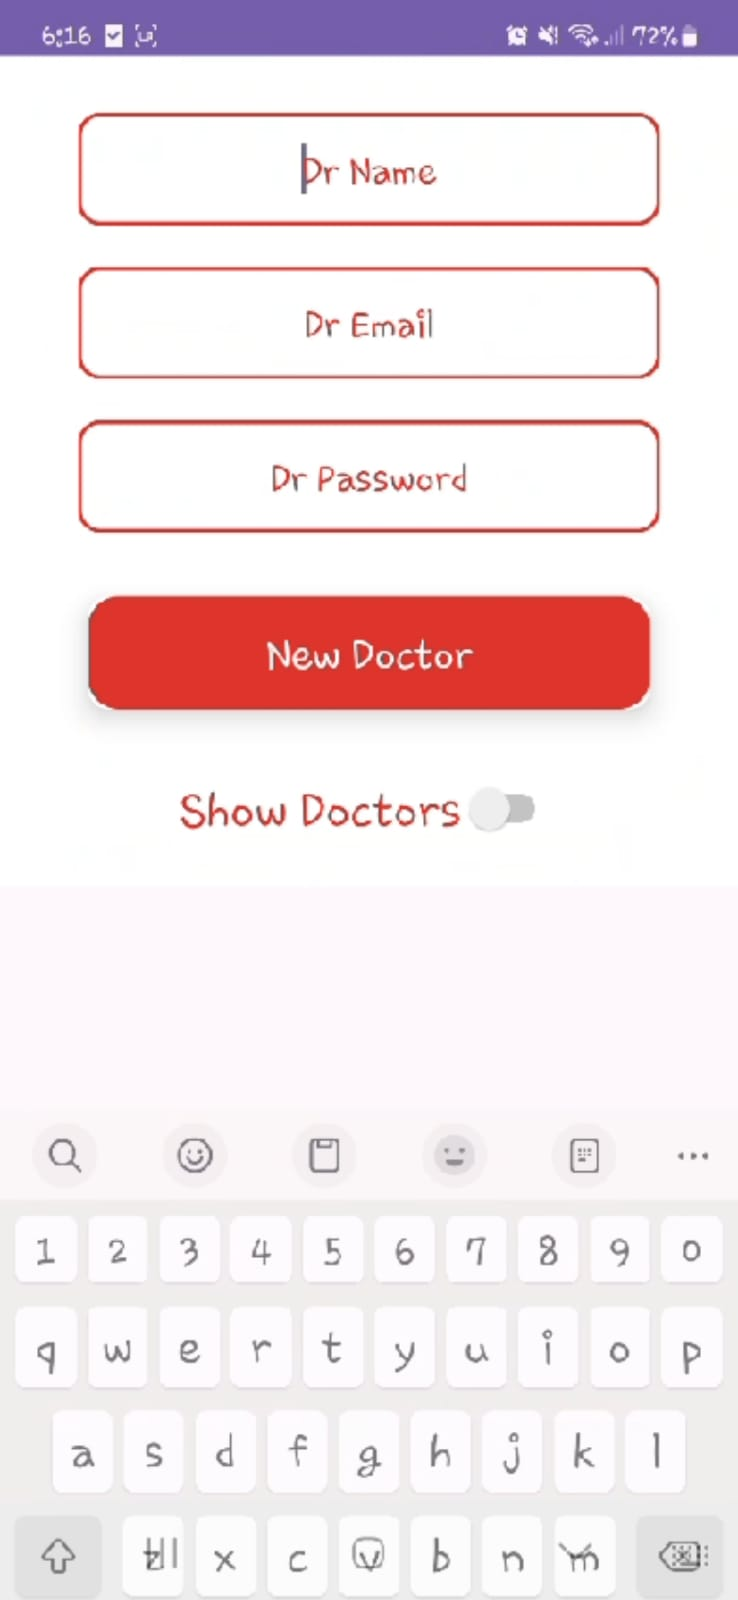 6:16 72%
Dr Name
Dr Email
Dr Password
New Doctor
Show Doctors
1 2 3 4 5 6 7 8 9 0
q w e r t y u i o p
a s d f g h j k l
z x c v b n m